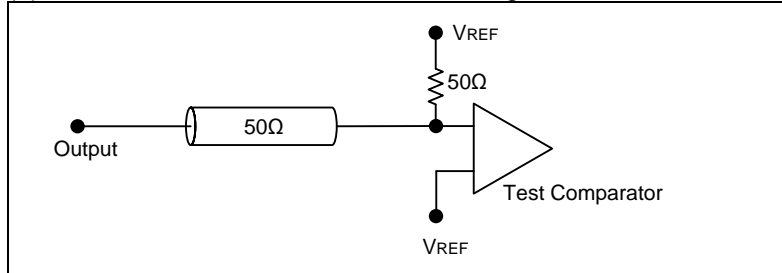 VREF
50Ω
50Ω
Output
Test Comparator
VREF